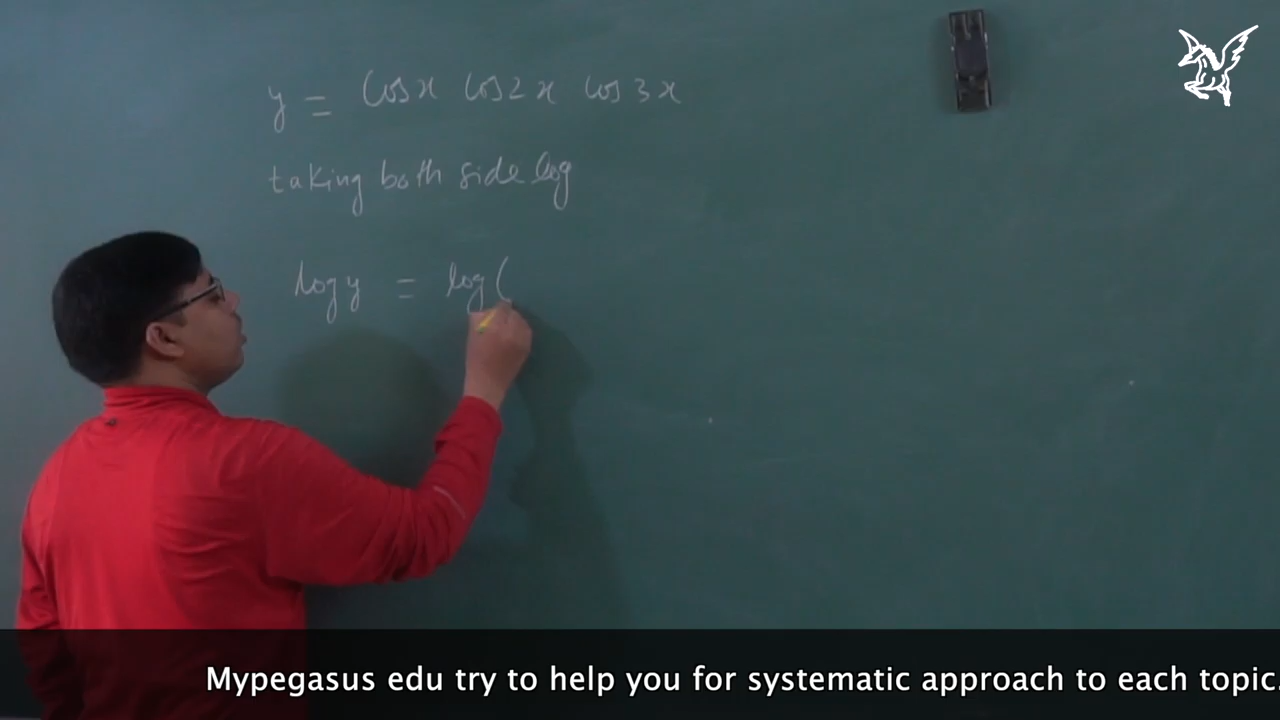 y = Cosx Cos2x Cos3x
taking both side log
logy = log(
Mypegasus edu try to help you for systematic approach to each topic.